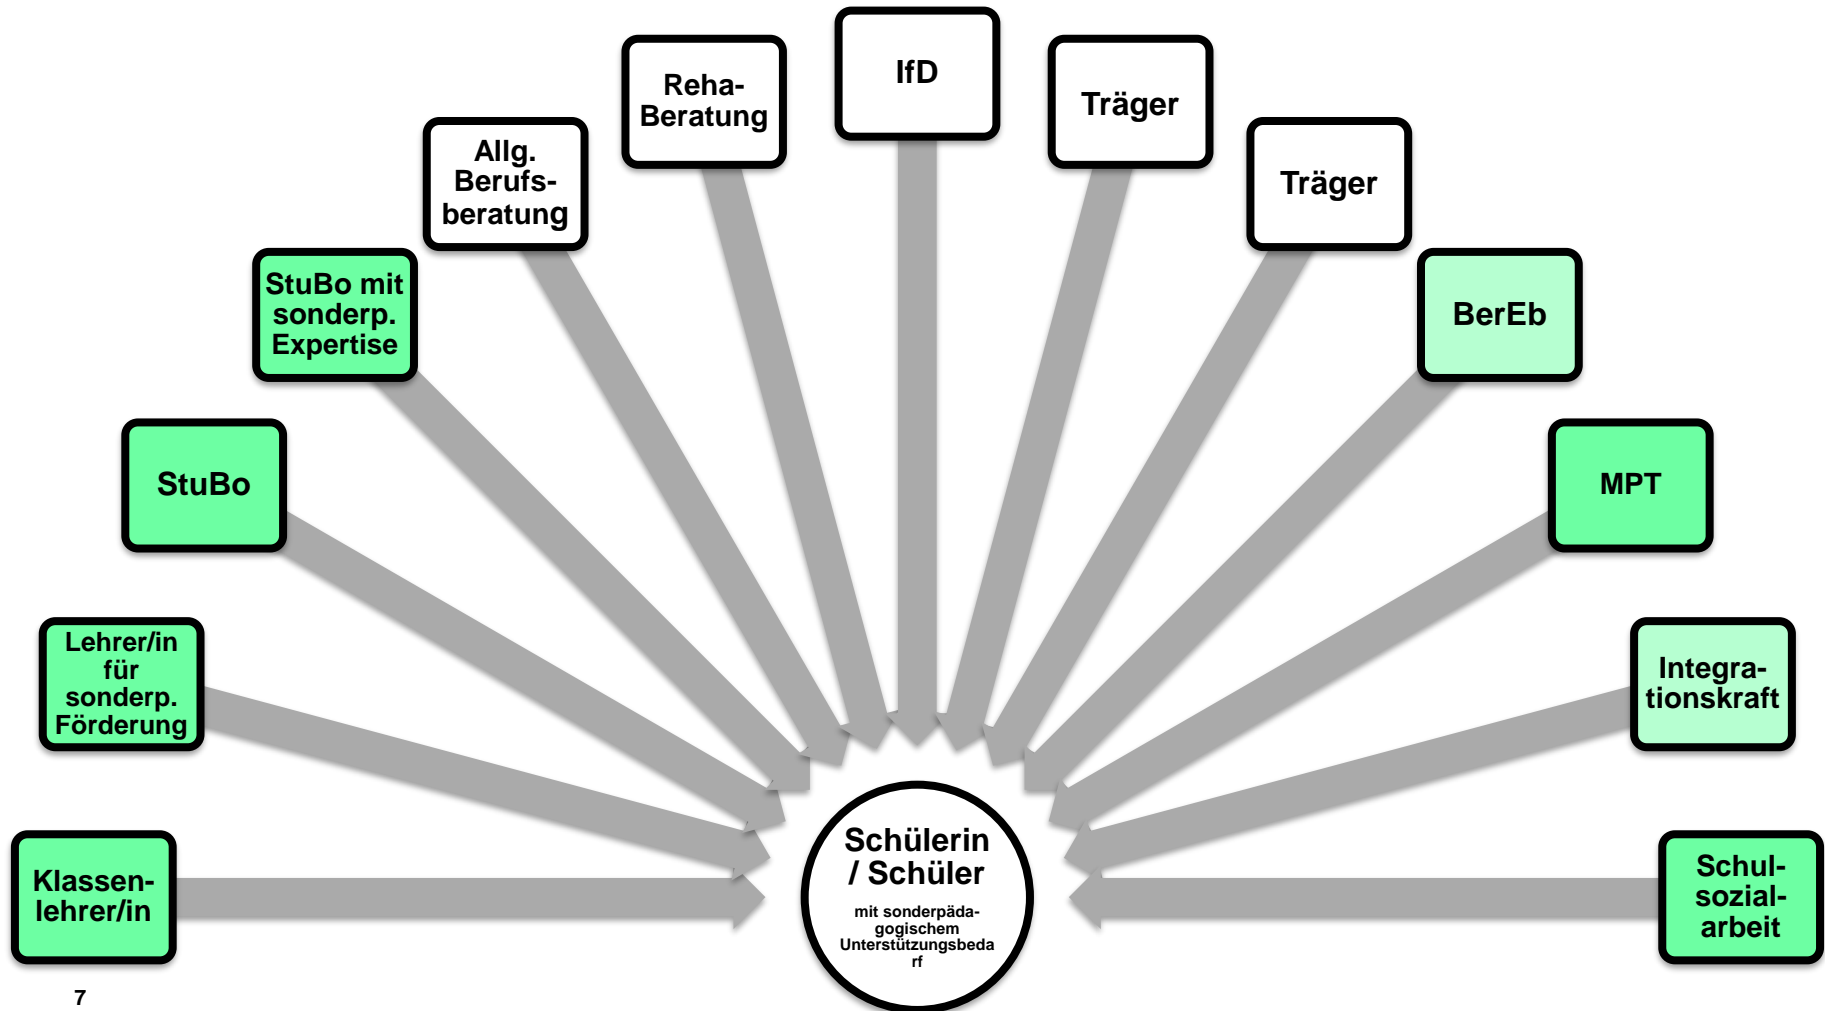 IfD
Reha-
Beratung
Träger
Allg.
Berufs-
beratung
Träger
StuBo mit
sonderp.
Expertise
BerEb
StuBo
MPT
Lehrer/in
für
sonderp.
Förderung
Integra-
tionskraft
Klassen-
lehrer/in
Schülerin
/ Schüler
mit sonderpäda-
gogischem
Unterstützungsbeda
rf
Schul-
sozial-
arbeit
7